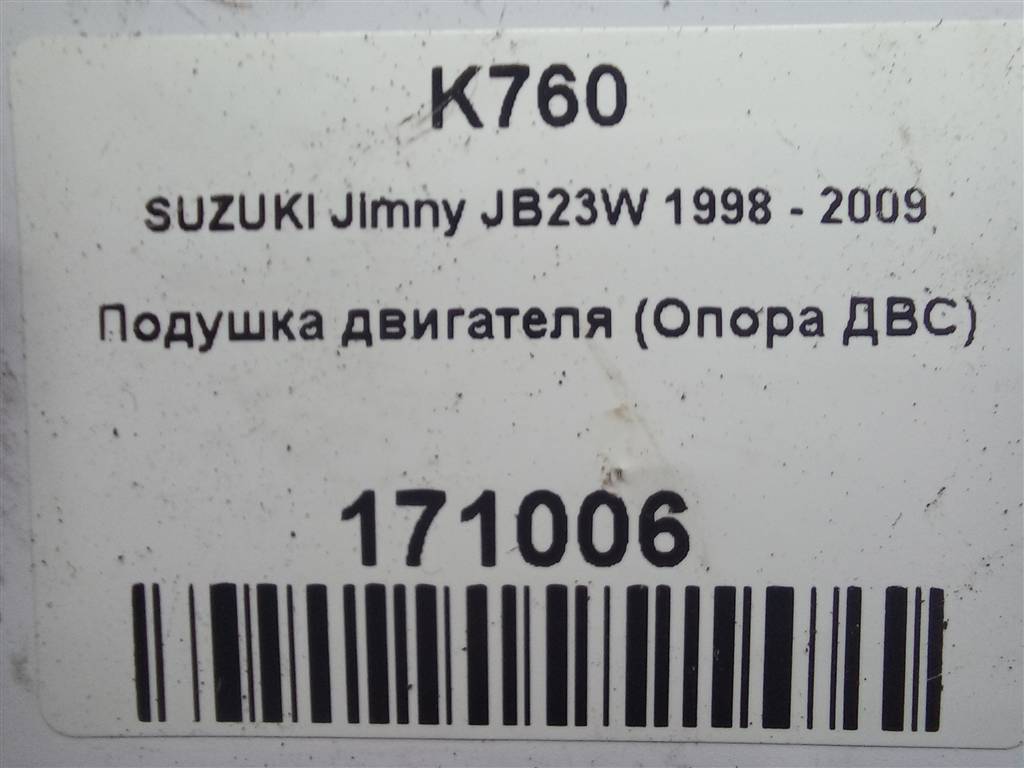 K760
SUZUKI Jimny JB23W 1998 - 2009
Подушка двигателя (Опора ДВС)
171006